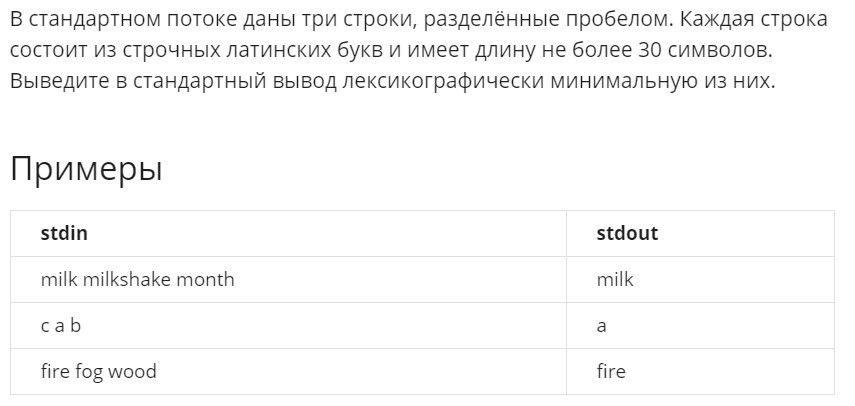 В стандартном потоке даны три строки, разделённые пробелом. Каждая строка
состоит из строчных латинских букв и имеет длину не более 30 символов.
Выведите в стандартный вывод лексикографически минимальную из них.
Примеры
stdin stdout
milk milkshake month milk
c a b a
fire fog wood fire